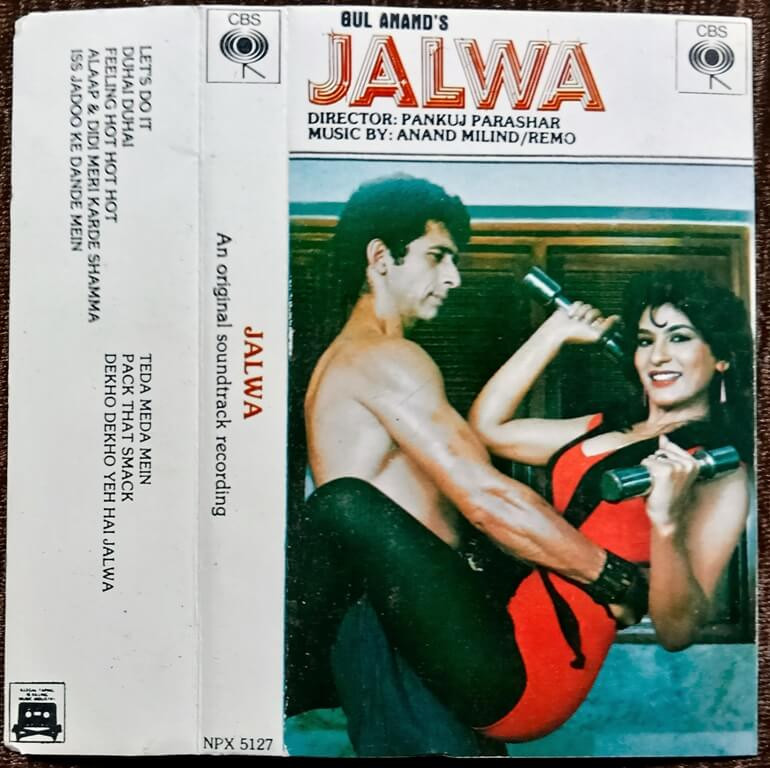 LET'S DO IT
DUHAI DUHAI
FEELING HOT HOT HOT
ALAAP & DIDI MERI KARDE SHAMMA
ISS JADOO KE DANDE MEIN
TEDA MEDA MEIN
PACK THAT SMACK
DEKHO DEKHO YEH HAI JALWA
CBS
JALWA
An original soundtrack recording
NPX 5127
GUL ANAND'S
JALWA
DIRECTOR: PANKUJ PARASHAR
MUSIC BY: ANAND MILIND/REMO
CBS